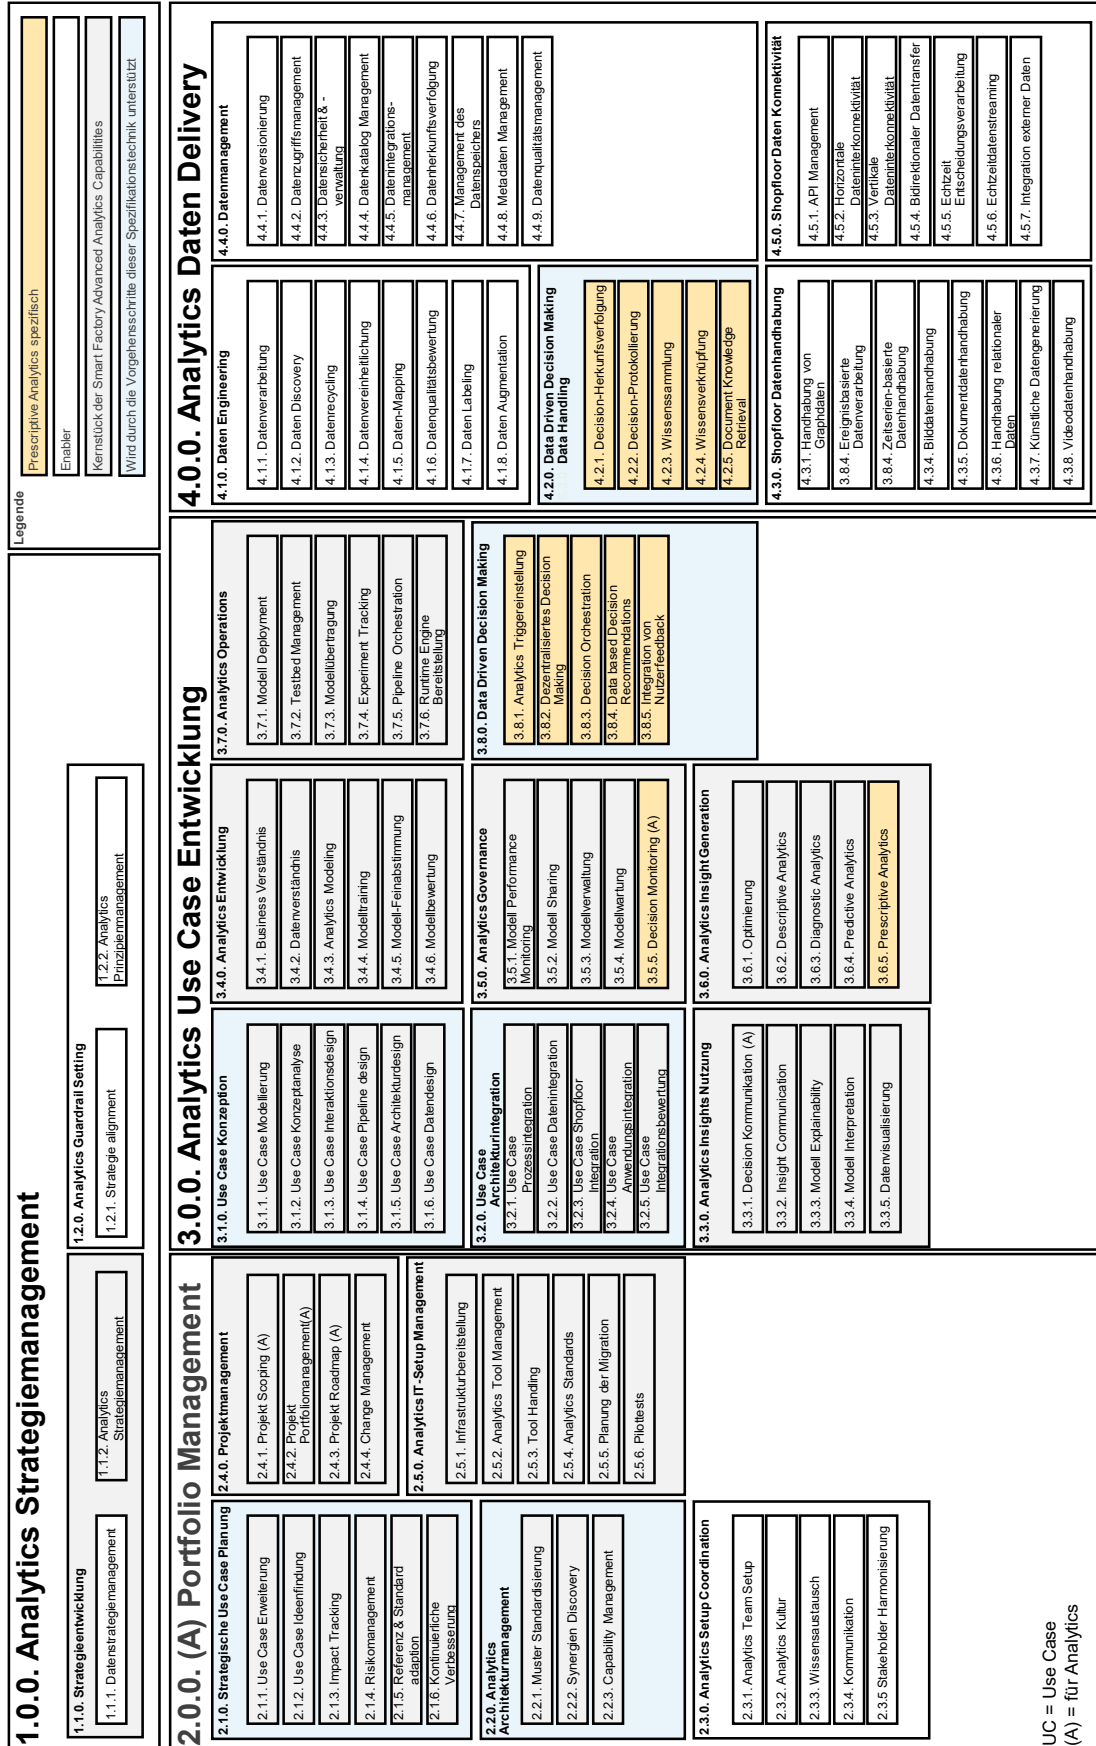 1.0.0. Analytics Strategiemanagement
1.1.0. Strategieentwicklung
1.1.1. Datenstrategiemanagement
1.1.2. Analytics
Strategiemanagement
1.2.0. Analytics Guardrail Setting
1.2.1. Strategie alignment
1.2.2. Analytics
Prinzipienmanagement
Legende
Prescriptive Analytics spezifisch
Enabler
Kernstück der Smart Factory Advanced Analytics Capabilitites
Wird durch die Vorgehensschritte dieser Spezifikationstechnik unterstützt
2.0.0. (A) Portfolio Management
2.1.0. Strategische Use Case Planung
2.1.1. Use Case Erweiterung
2.1.2. Use Case Ideenfindung
2.1.3. Impact Tracking
2.1.4. Risikomanagement
2.1.5. Referenz & Standard
adaption
2.1.6. Kontinuierliche
Verbesserung
2.2.0. Analytics
Architekturmanagement
2.2.1. Muster Standardisierung
2.2.2. Synergien Discovery
2.2.3. Capability Management
2.3.0. Analytics Setup Coordination
2.3.1. Analytics Team Setup
2.3.2. Analytics Kultur
2.3.3. Wissensaustausch
2.3.4. Kommunikation
2.3.5 Stakeholder Harmonisierung
2.4.0. Projektmanagement
2.4.1. Projekt Scoping (A)
2.4.2. Projekt
Portfoliomanagement(A)
2.4.3. Projekt Roadmap (A)
2.4.4. Change Management
2.5.0. Analytics IT-Setup Management
2.5.1. Infrastrukturbereitstellung
2.5.2. Analytics Tool Management
2.5.3. Tool Handling
2.5.4. Analytics Standards
2.5.5. Planung der Migration
2.5.6. Pilottests
3.0.0. Analytics Use Case Entwicklung
3.1.0. Use Case Konzeption
3.1.1. Use Case Modellierung
3.1.2. Use Case Konzeptanalyse
3.1.3. Use Case Interaktionsdesign
3.1.4. Use Case Pipeline design
3.1.5. Use Case Architekturdesign
3.1.6. Use Case Datendesign
3.2.0. Use Case
Architekturintegration
3.2.1. Use Case
Prozessintegration
3.2.2. Use Case Datenintegration
3.2.3. Use Case Shopfloor
Integration
3.2.4. Use Case
Anwendungsintegration
3.2.5. Use Case
Integrationsbewertung
3.3.0. Analytics Insights Nutzung
3.3.1. Decision Kommunikation (A)
3.3.2. Insight Communication
3.3.3. Modell Explainability
3.3.4. Modell Interpretation
3.3.5. Datenvisualisierung
3.4.0. Analytics Entwicklung
3.4.1. Business Verständnis
3.4.2. Datenverständnis
3.4.3. Analytics Modeling
3.4.4. Modelltraining
3.4.5. Modell-Feinabstimmung
3.4.6. Modellbewertung
3.5.0. Analytics Governance
3.5.1. Modell Performance
Monitoring
3.5.2. Modell Sharing
3.5.3. Modellverwaltung
3.5.4. Modellwartung
3.5.5. Decision Monitoring (A)
3.6.0. Analytics Insight Generation
3.6.1. Optimierung
3.6.2. Descriptive Analytics
3.6.3. Diagnostic Analytics
3.6.4. Predictive Analytics
3.6.5. Prescriptive Analytics
3.7.0. Analytics Operations
3.7.1. Modell Deployment
3.7.2. Testbed Management
3.7.3. Modellübertragung
3.7.4. Experiment Tracking
3.7.5. Pipeline Orchestration
3.7.6. Runtime Engine
Bereitstellung
3.8.0. Data Driven Decision Making
3.8.1. Analytics Triggereinstellung
3.8.2. Dezentralisiertes Decision
Making
3.8.3. Decision Orchestration
3.8.4. Data based Decision
Recommendations
3.8.5. Integration von
Nutzerfeedback
4.0.0. Analytics Daten Delivery
4.1.0. Daten Engineering
4.1.1. Datenverarbeitung
4.1.2. Daten Discovery
4.1.3. Datenrecycling
4.1.4. Datenvereinheitlichung
4.1.5. Daten-Mapping
4.1.6. Datenqualitätsbewertung
4.1.7. Daten Labeling
4.1.8. Daten Augmentation
4.2.0. Data Driven Decision Making
Data Handling
4.2.1. Decision-Herkunfsverfolgung
4.2.2. Decision-Protokollierung
4.2.3. Wissenssammlung
4.2.4. Wissensverknüpfung
4.2.5. Document Knowledge
Retrieval
4.3.0. Shopfloor Datenhandhabung
4.3.1. Handhabung von
Graphdaten
3.8.4. Ereignisbasierte
Datenverarbeitung
3.8.4. Zeitserien-basierte
Datenhandhabung
4.3.4. Bilddatenhandhabung
4.3.5. Dokumentdatenhandhabung
4.3.6. Handhabung relationaler
Daten
4.3.7. Künstliche Datengenerierung
4.3.8. Videodatenhandhabung
4.4.0. Datenmanagement
4.4.1. Datenversionierung
4.4.2. Datenzugriffsmanagement
4.4.3. Datensicherheit & -
verwaltung
4.4.4. Datenkatalog Management
4.4.5. Datenintegrations-
management
4.4.6. Datenherkunftsverfolgung
4.4.7. Management des
Datenspeichers
4.4.8. Metadaten Management
4.4.9. Datenqualitätsmanagement
4.5.0. Shopfloor Daten Konnektivität
4.5.1. API Management
4.5.2. Horizontale
Dateninterkonnektivität
4.5.3. Vertikale
Dateninterkonnektivität
4.5.4. Bidirektionaler Datentransfer
4.5.5. Echtzeit
Entscheidungsverarbeitung
4.5.6. Echtzeitdatenstreaming
4.5.7. Integration externer Daten
UC = Use Case
(A) = für Analytics